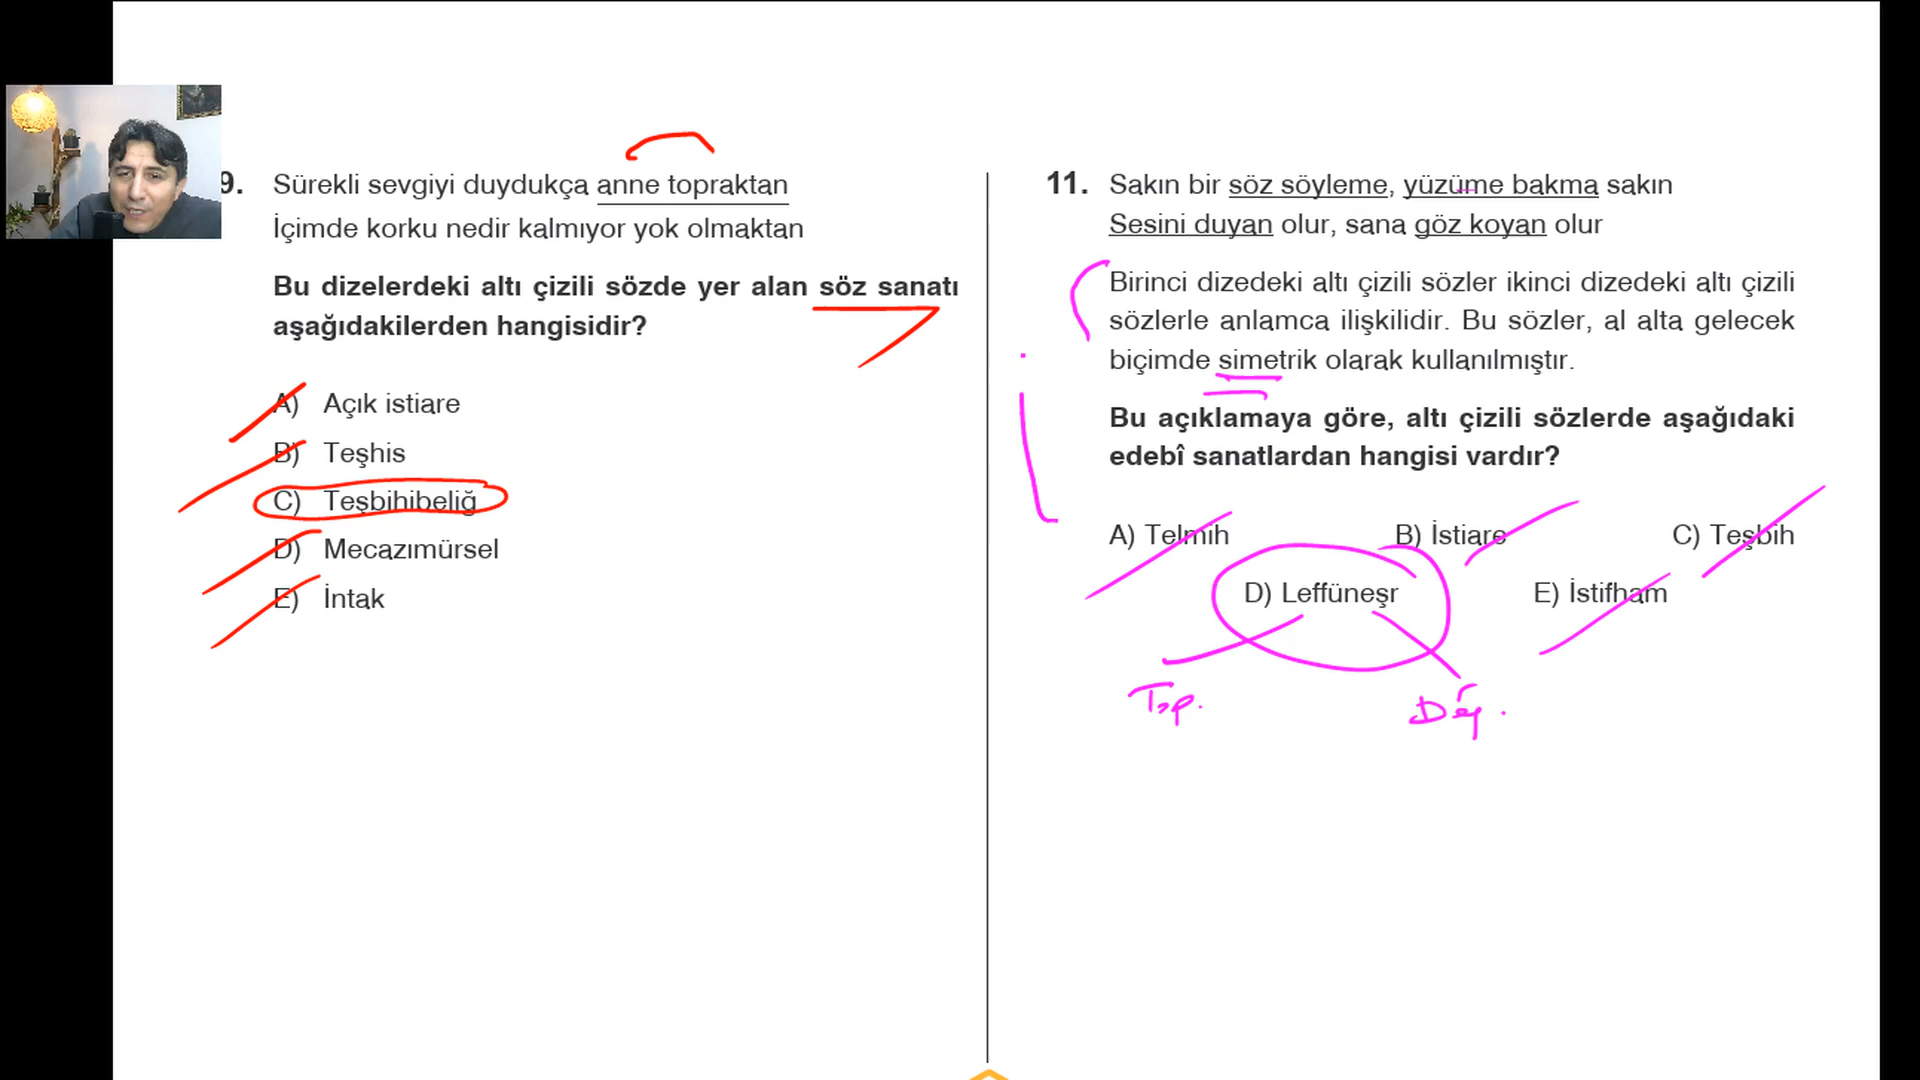 9. Sürekli sevgiyi duydukça anne topraktan
İçimde korku nedir kalmıyor yok olmaktan
Bu dizelerdeki altı çizili sözde yer alan söz sanatı
aşağıdakilerden hangisidir?
A) Açık istiare
B) Teşhis
C) Teşbihibeliğ
D) Mecazımürsel
E) İntak
11. Sakın bir söz söyleme, yüzüme bakma sakın
Sesini duyan olur, sana göz koyan olur
Birinci dizedeki altı çizili sözler ikinci dizedeki altı çizili
sözlerle anlamca ilişkilidir. Bu sözler, al alta gelecek
biçimde simetrik olarak kullanılmıştır.
Bu açıklamaya göre, altı çizili sözlerde aşağıdaki
edebî sanatlardan hangisi vardır?
A) Telmih B) İstiare C) Teşbih
D) Leffüneşr E) İstifham